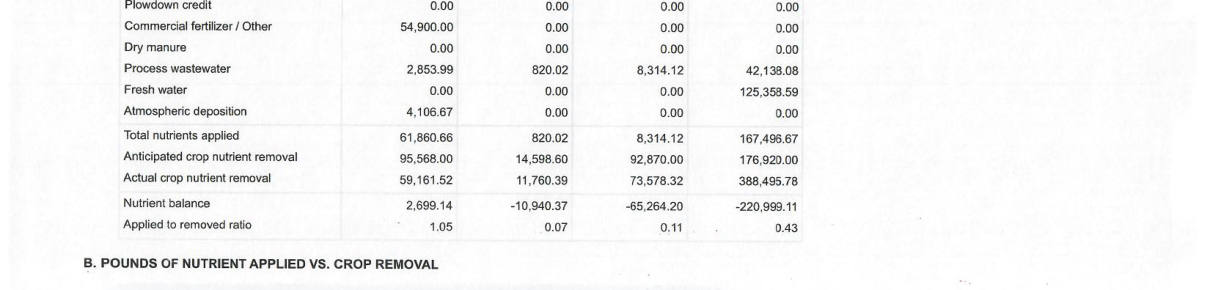 Plowdown credit 0.00 0.00 0.00 0.00
Commercial fertilizer / Other 54,900.00 0.00 0.00 0.00
Dry manure 0.00 0.00 0.00 0.00
Process wastewater 2,853.99 820.02 8,314.12 42,138.08
Fresh water 0.00 0.00 0.00 125,358.59
Atmospheric deposition 4,106.67 0.00 0.00 0.00
Total nutrients applied 61,860.66 820.02 8,314.12 167,496.67
Anticipated crop nutrient removal 95,568.00 14,598.60 92,870.00 176,920.00
Actual crop nutrient removal 59,161.52 11,760.39 73,578.32 388,495.78
Nutrient balance 2,699.14 -10,940.37 -65,264.20 -220,999.11
Applied to removed ratio 1.05 0.07 0.11 0.43
B. POUNDS OF NUTRIENT APPLIED VS. CROP REMOVAL